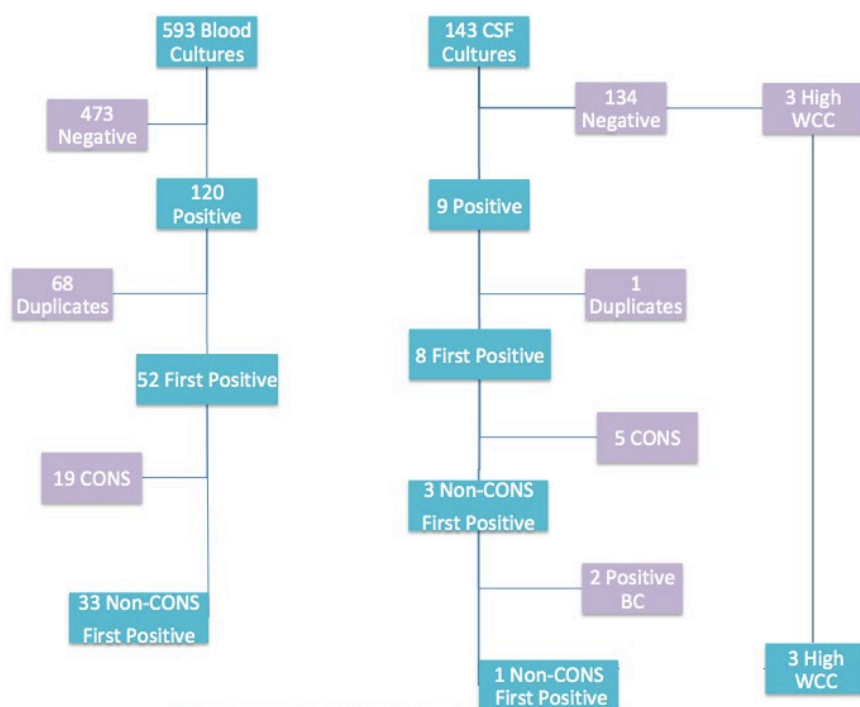 593 Blood
Cultures
473
Negative
120
Positive
68
Duplicates
52 First Positive
19 CONS
33 Non-CONS
First Positive
143 CSF
Cultures
134
Negative
3 High
WCC
9 Positive
1
Duplicates
8 First Positive
5 CONS
3 Non-CONS
First Positive
2 Positive
BC
1 Non-CONS
First Positive
3 High
WCC